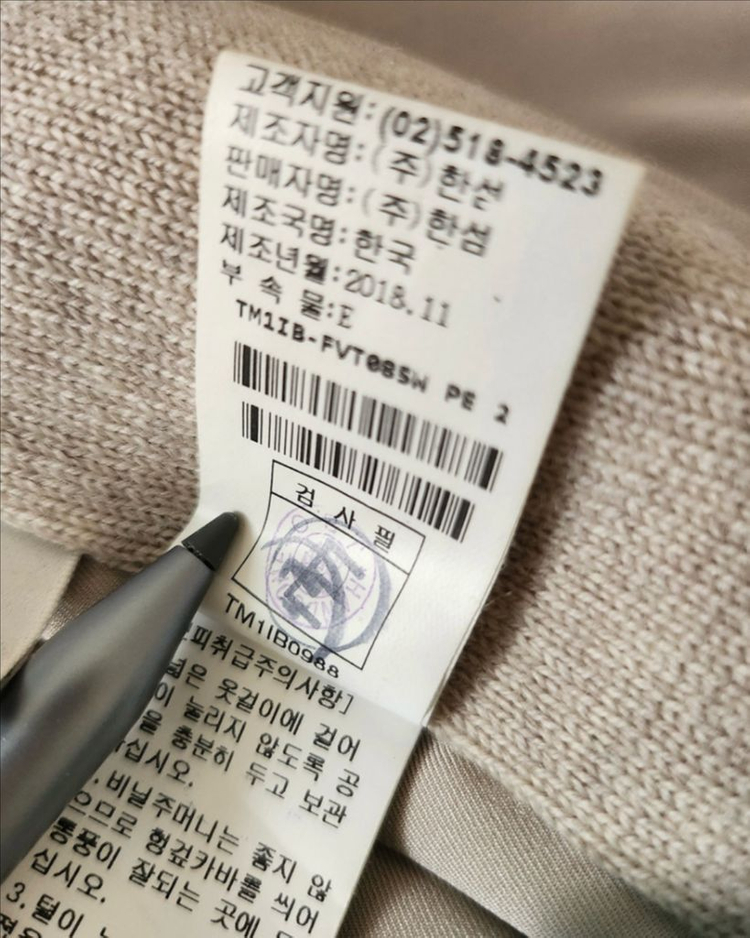 고객지원:(02)518-4523
제조자명:(주)한선
판매자명:(주)한섬
제조국명:한국
제조년월:2018.11
부 속 물:E
TM1IB-FVT085W PE 2
검 사 필
TM1IB0988
피취급주의사항]
은 옷걸이에 걸어
이 눌리지 않도록 공
을 충분히 두고 보관
십시오.
.비닐주머니는 좋지 않
으므로 헝겊카바를 씌어
통풍이 잘되는 곳에
십시오.
3.털이